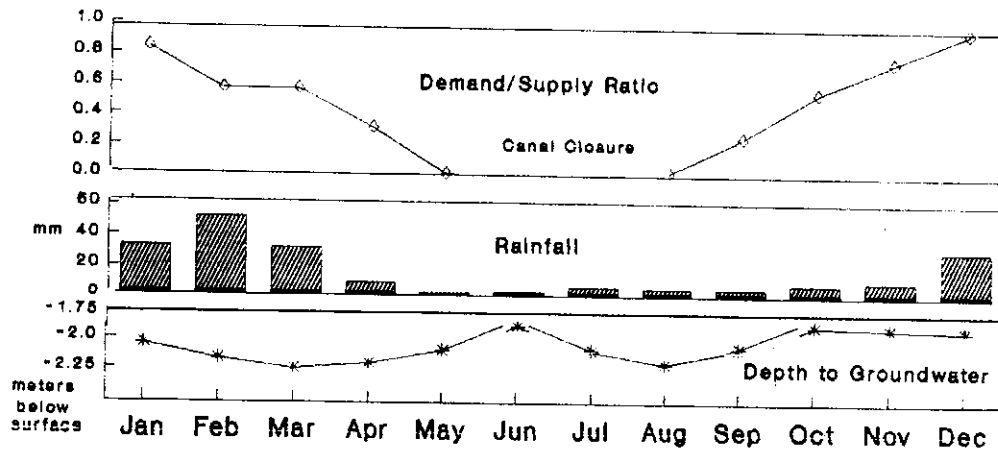 1.0
0.8
0.6
0.4
0.2
0.0
Demand/Supply Ratio
Canal Closure
60
mm 40
20
0
Rainfall
-1.75
-2.0
-2.25
meters
below
surface
Depth to Groundwater
Jan Feb Mar Apr May Jun Jul Aug Sep Oct Nov Dec